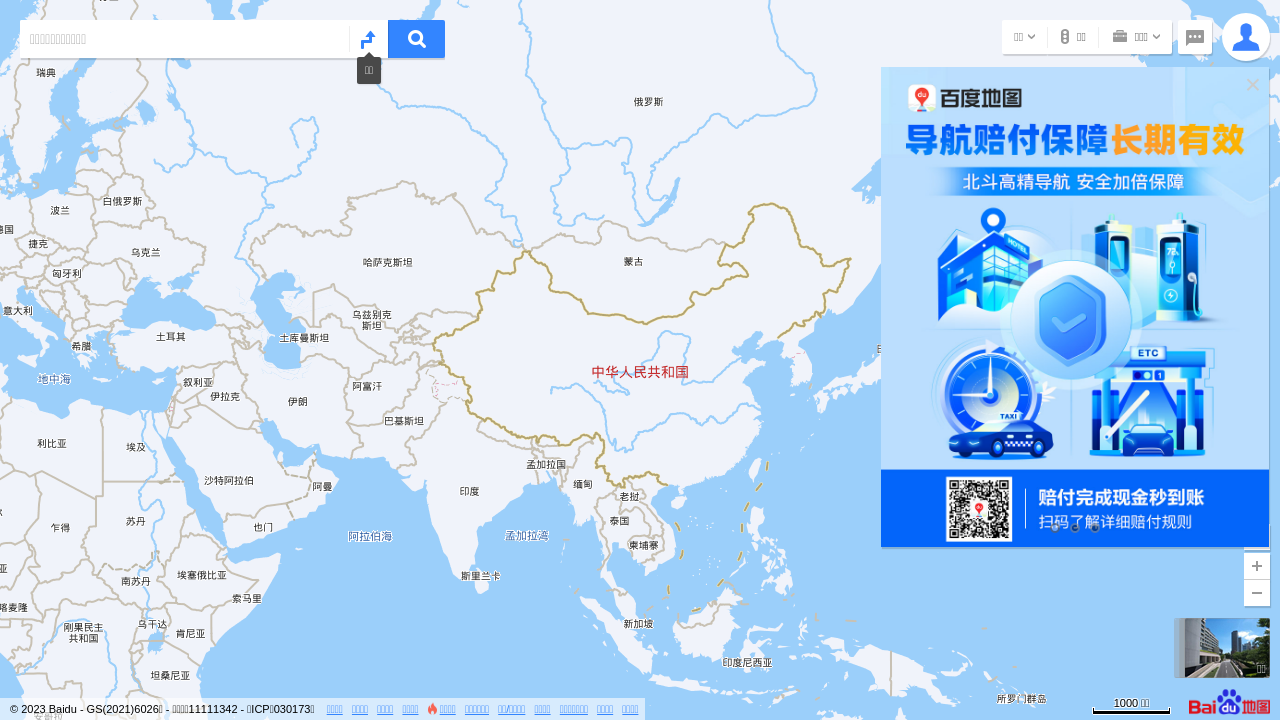 瑞典
俄罗斯
白俄罗斯
波兰
德国
捷克
乌克兰
匈牙利
哈萨克斯坦
蒙古
意大利
乌兹别克
斯坦
希腊
土耳其
土库曼斯坦
地中海
叙利亚
伊拉克
阿富汗
伊朗
中华人民共和国
巴基斯坦
利比亚
埃及
孟加拉国
沙特阿拉伯
阿曼
印度
缅甸
老挝
乍得
苏丹
也门
泰国
阿拉伯海
孟加拉湾
柬埔寨
南苏丹
埃塞俄比亚
斯里兰卡
索马里
喀麦隆
刚果民主
共和国
乌干达
肯尼亚
新加坡
坦桑尼亚
印度尼西亚
所罗门群岛
百度地图
导航赔付保障长期有效
北斗高精导航 安全加倍保障
HOTEL
ETC
1
TAXI
赔付完成现金秒到账
扫码了解详细赔付规则
1000
Bai du 地图
© 2023 Baidu - GS(2021)6026 - 11111342 - ICP 030173